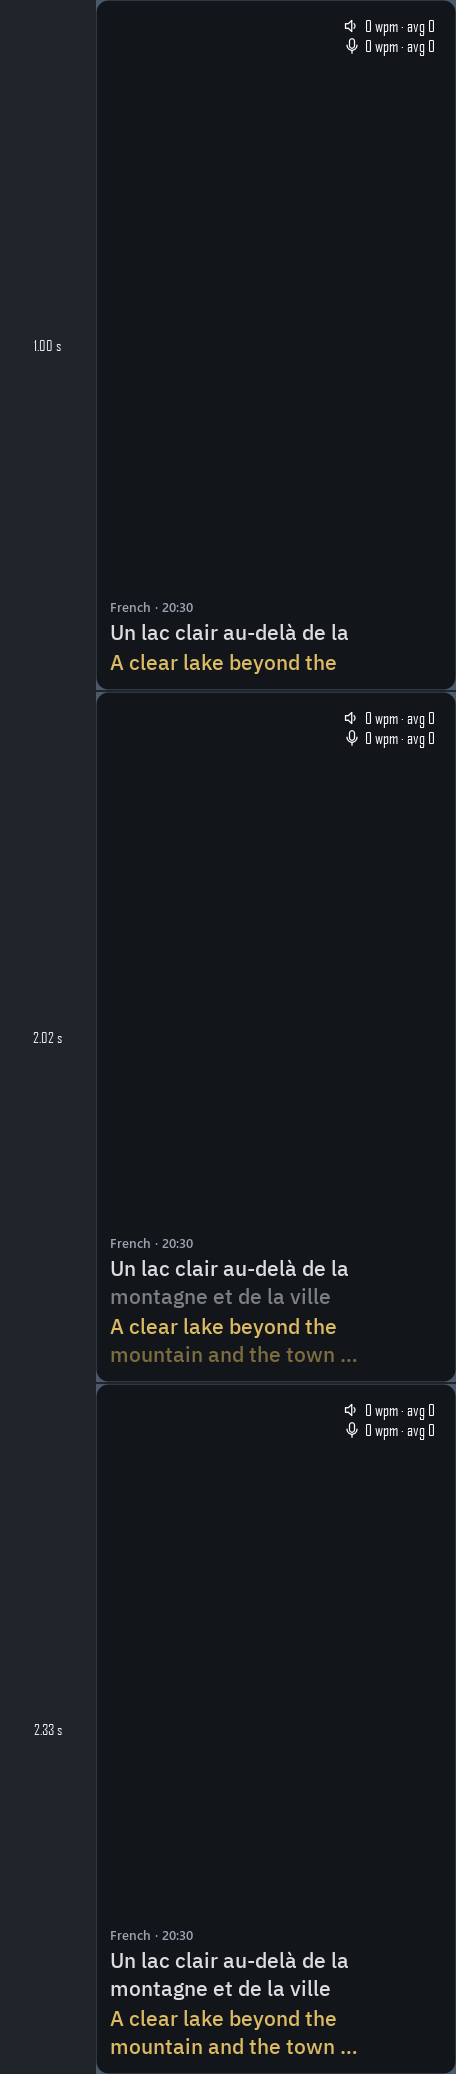 0 wpm · avg 0
0 wpm · avg 0
1.00 s
French · 20:30
Un lac clair au-delà de la
A clear lake beyond the
0 wpm · avg 0
0 wpm · avg 0
2.02 s
French · 20:30
Un lac clair au-delà de la
montagne et de la ville
A clear lake beyond the
mountain and the town ...
0 wpm · avg 0
0 wpm · avg 0
2.33 s
French · 20:30
Un lac clair au-delà de la
montagne et de la ville
A clear lake beyond the
mountain and the town ...